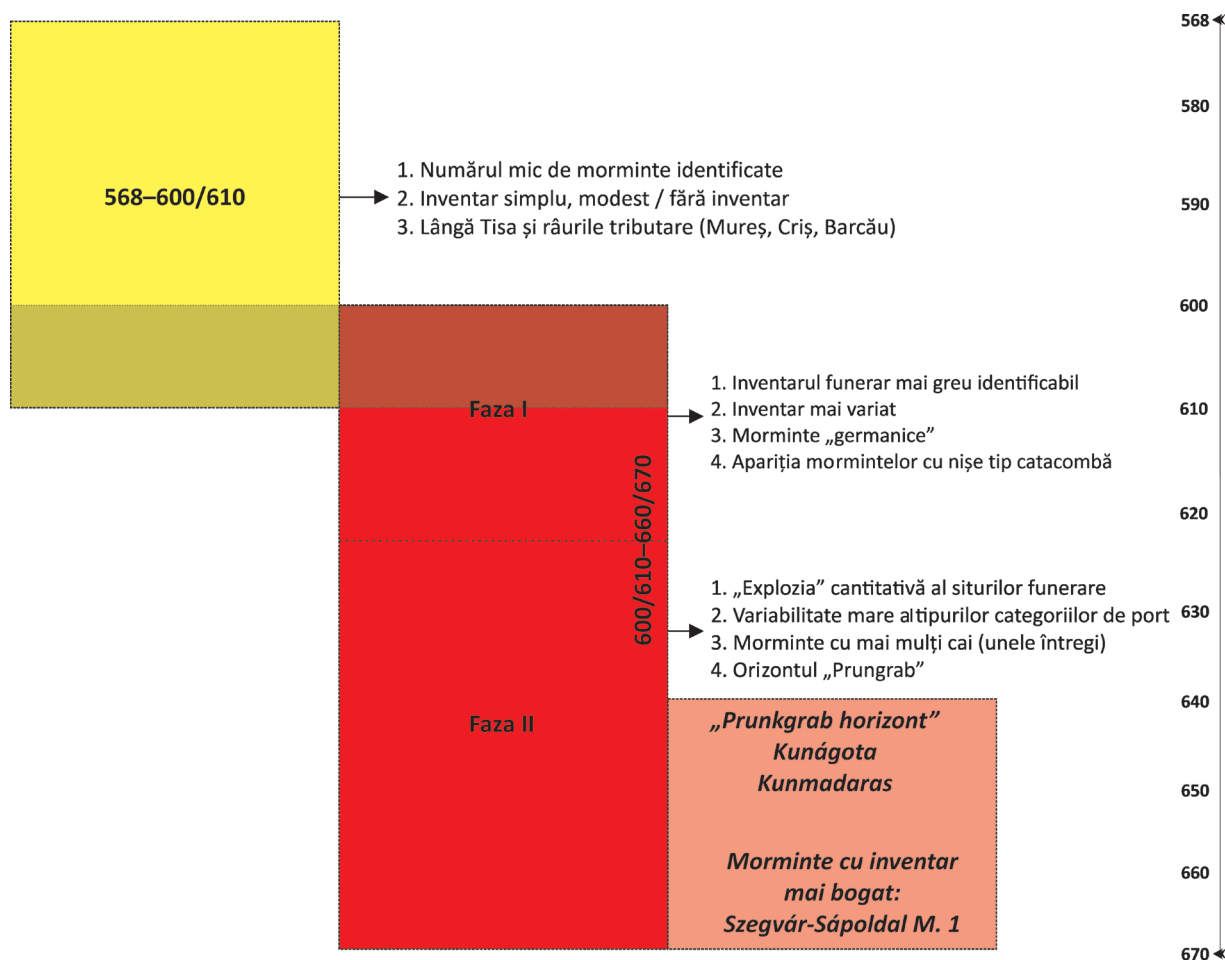 568
580
568–600/610
1. Numărul mic de morminte identificate
2. Inventar simplu, modest / fără inventar
3. Lângă Tisa și râurile tributare (Mureș, Criș, Barcău)
590
600
Faza I
1. Inventarul funerar mai greu identificabil
2. Inventar mai variat
3. Morminte „germanice”
4. Apariția mormintelor cu nișe tip catacombă
610
620
600/610–660/670
1. „Explozia” cantitativă al siturilor funerare
2. Variabilitate mare al tipurilor categoriilor de port
3. Morminte cu mai mulți cai (unele întregi)
4. Orizontul „Prungrab”
630
640
Faza II
„Prunkgrab horizont”
Kunágota
Kunmadaras
650
Morminte cu inventar
mai bogat:
Szegvár-Sápoldal M. 1
660
670